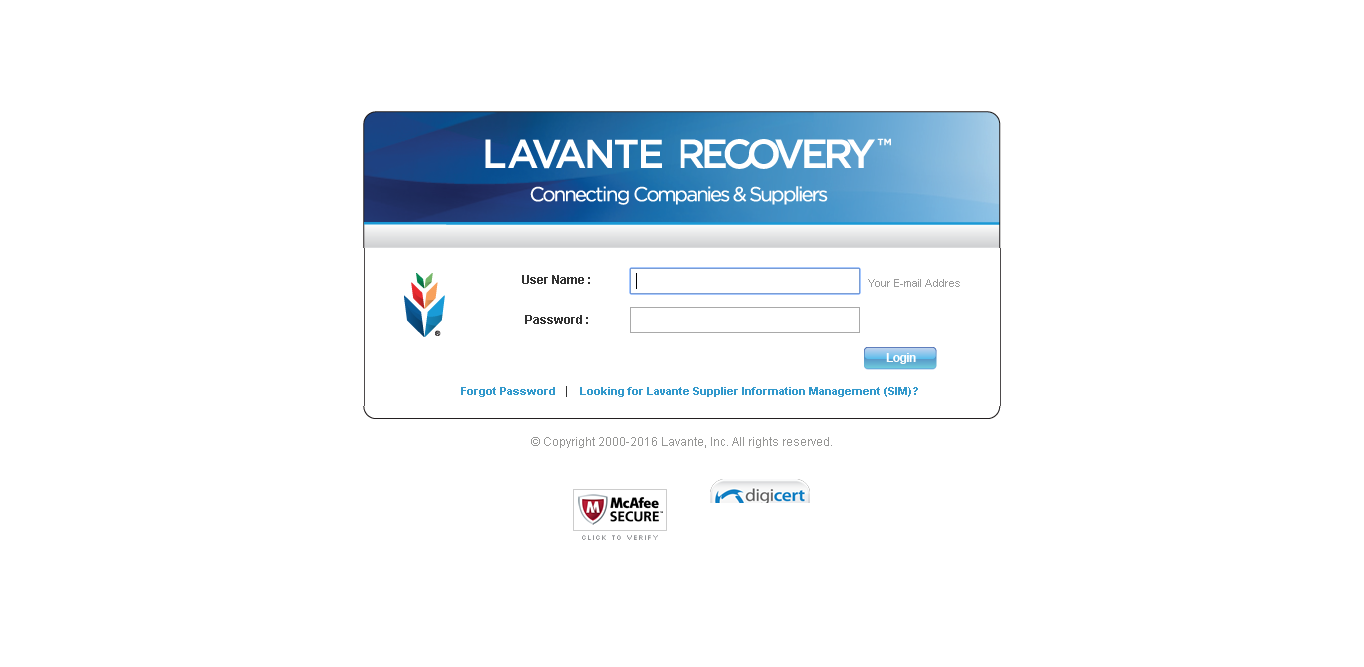 LAVANTE RECOVERY™
Connecting Companies & Suppliers
User Name :
Your E-mail Addres
Password :
Login
Forgot Password | Looking for Lavante Supplier Information Management (SIM)?
© Copyright 2000-2016 Lavante, Inc. All rights reserved.
McAfee
SECURE™
CLICK TO VERIFY
digicert